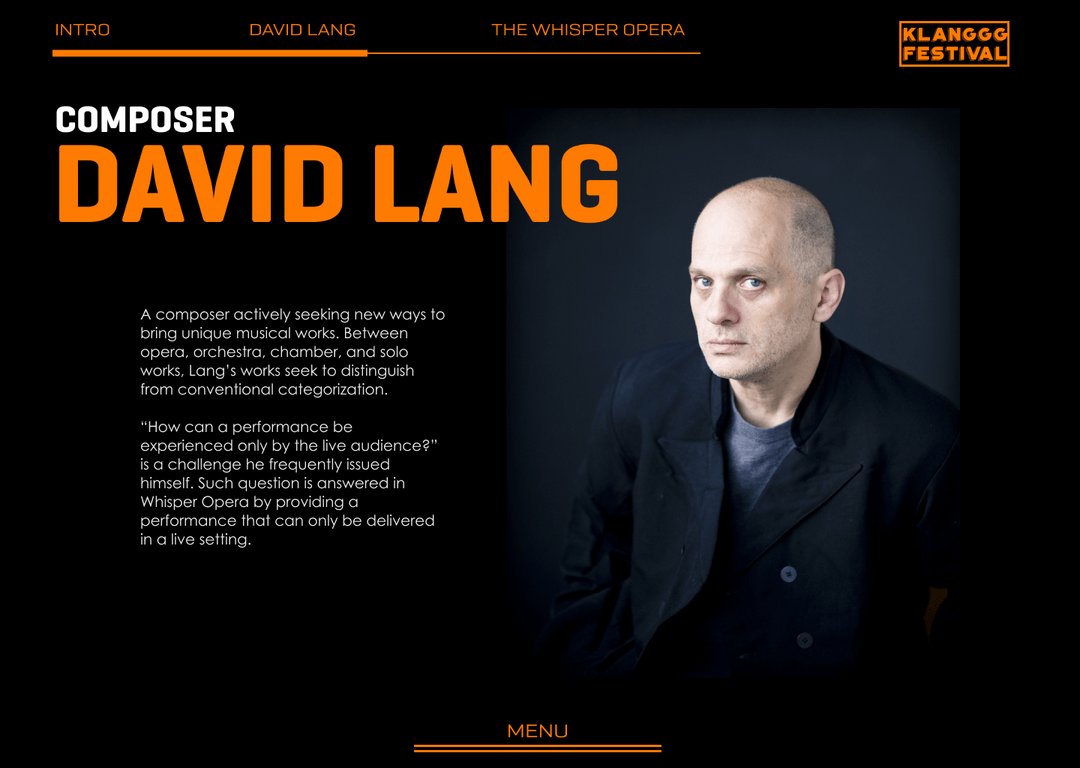 INTRO DAVID LANG THE WHISPER OPERA
KLANGGG
FESTIVAL
COMPOSER
DAVID LANG
A composer actively seeking new ways to
bring unique musical works. Between
opera, orchestra, chamber, and solo
works, Lang’s works seek to distinguish
from conventional categorization.
“How can a performance be
experienced only by the live audience?”
is a challenge he frequently issued
himself. Such question is answered in
Whisper Opera by providing a
performance that can only be delivered
in a live setting.
MENU